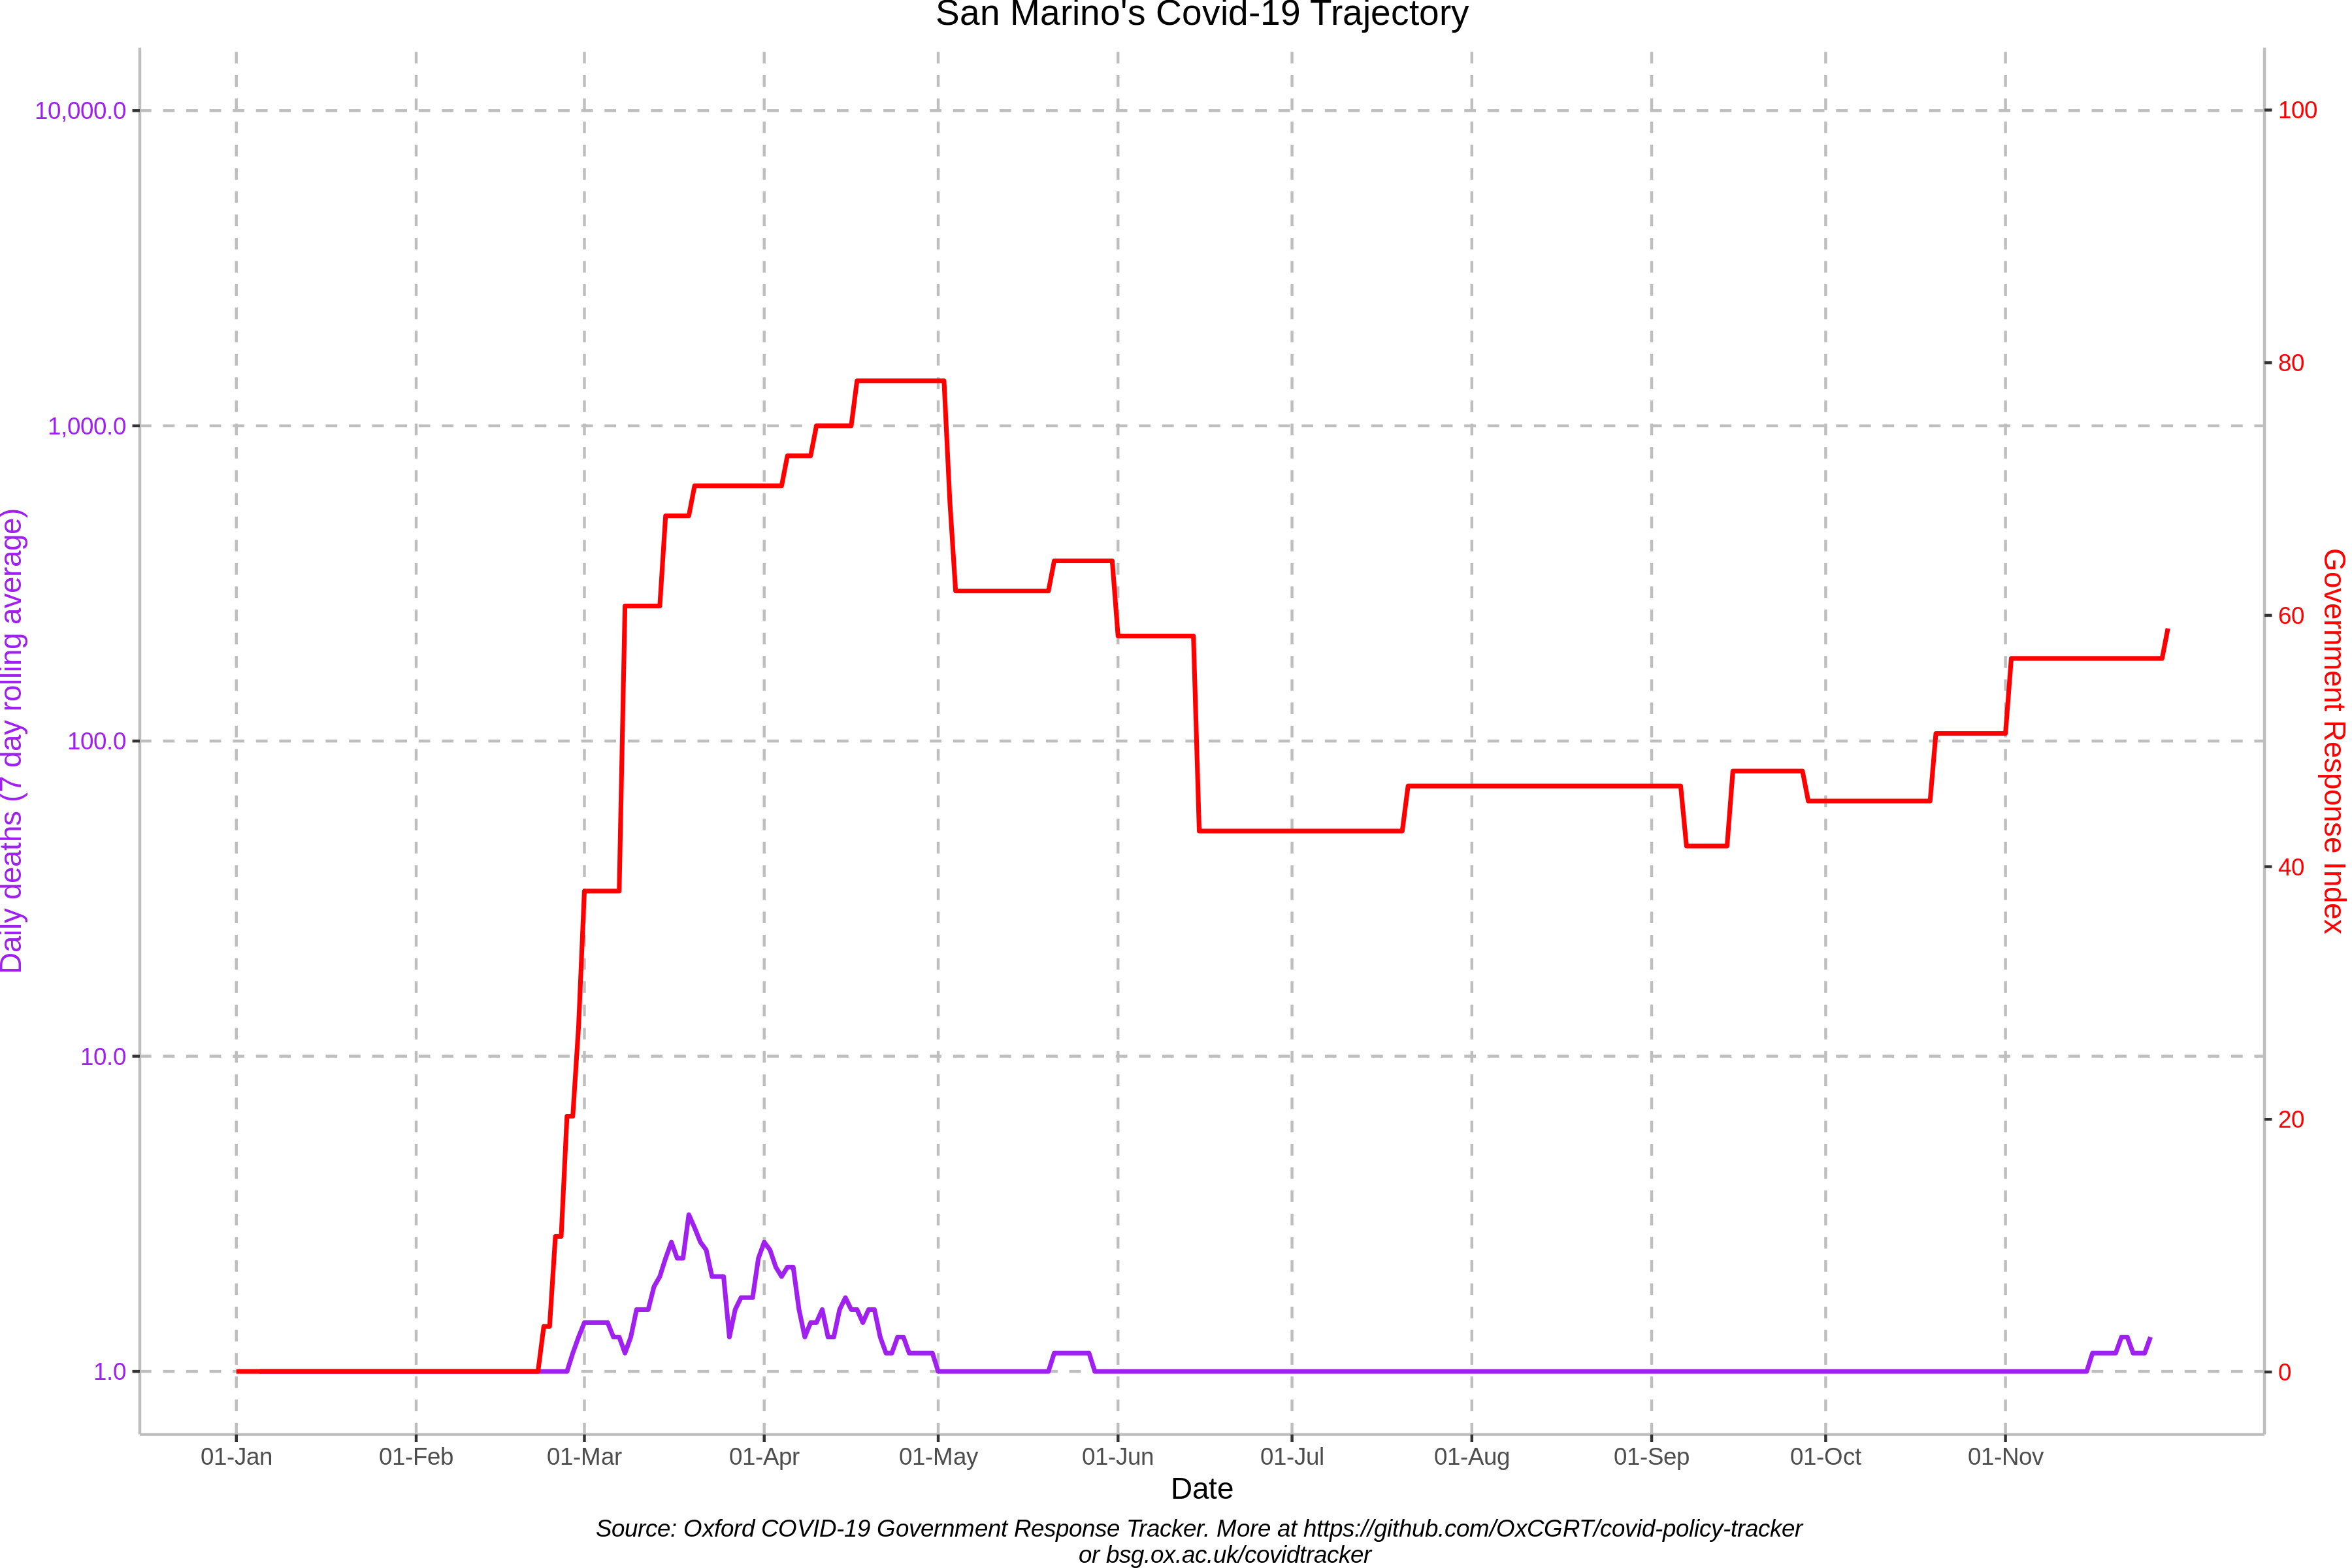 San Marino's Covid-19 Trajectory
10,000.0
1,000.0
100.0
10.0
1.0
Daily deaths (7 day rolling average)
100
80
60
40
20
0
Government Response Index
01-Jan 01-Feb 01-Mar 01-Apr 01-May 01-Jun 01-Jul 01-Aug 01-Sep 01-Oct 01-Nov
Date
Source: Oxford COVID-19 Government Response Tracker. More at https://github.com/OxCGRT/covid-policy-tracker
or bsg.ox.ac.uk/covidtracker